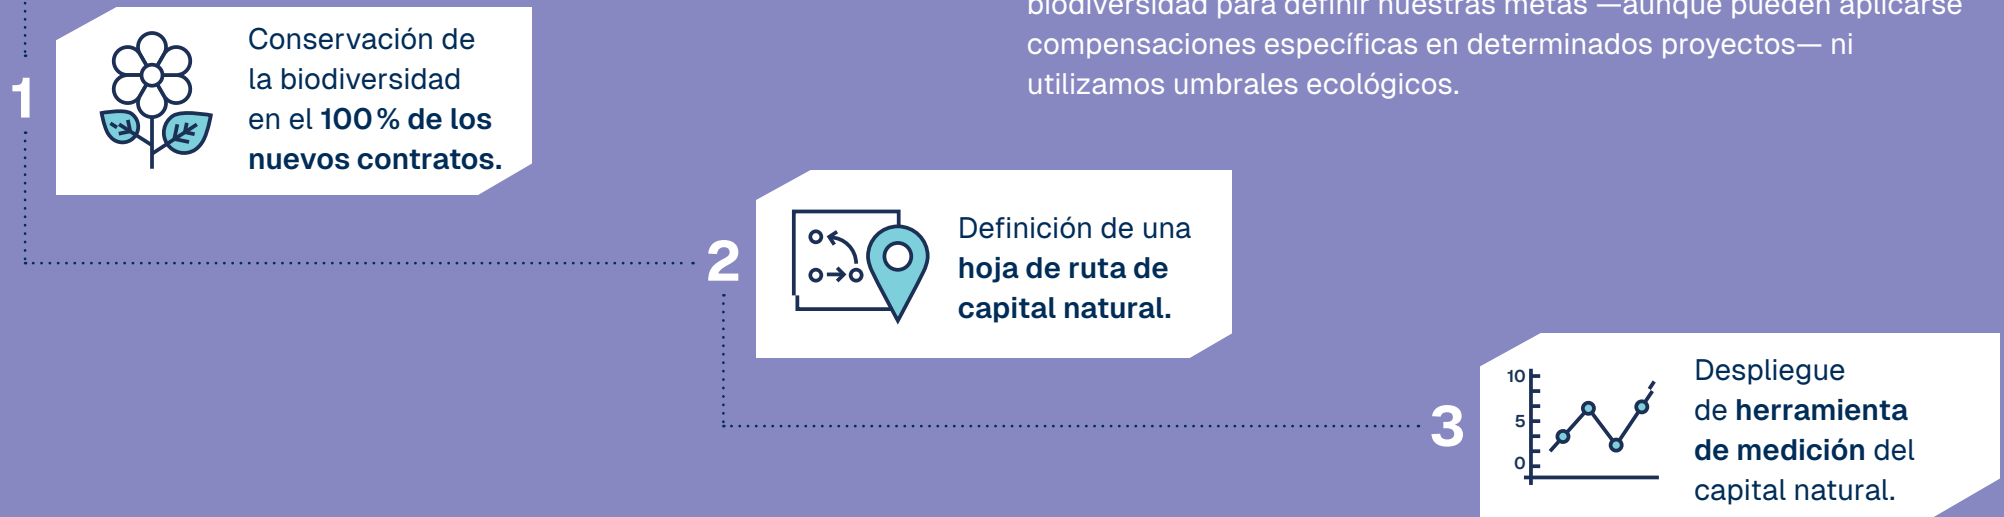 biodiversidad para definir nuestras metas —aunque pueden aplicarse
compensaciones específicas en determinados proyectos— ni
utilizamos umbrales ecológicos.
1
Conservación de
la biodiversidad
en el 100 % de los
nuevos contratos.
2
Definición de una
hoja de ruta de
capital natural.
3
10
5
0
Despliegue
de herramienta
de medición del
capital natural.